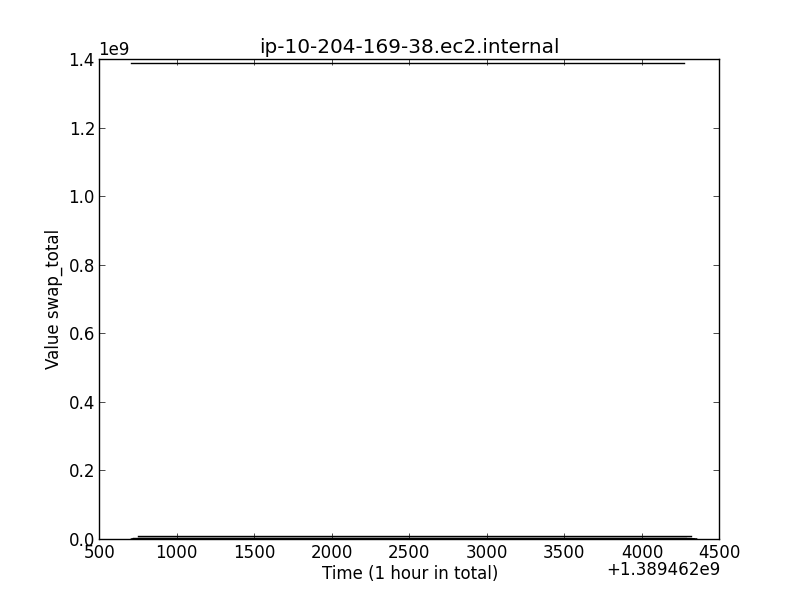 ip-10-204-169-38.ec2.internal
1e9
1.4
1.2
1.0
0.8
0.6
0.4
0.2
0.0
Value swap_total
500 1000 1500 2000 2500 3000 3500 4000 4500
Time (1 hour in total)
+1.389462e9